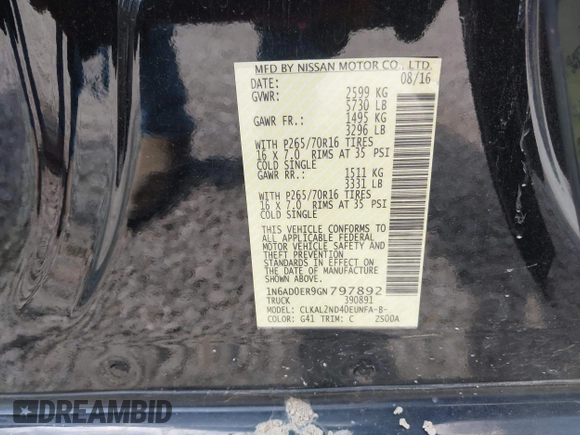 MFD BY NISSAN MOTOR CO., LTD.
DATE: 08/16
GVWR: 2599 KG
5730 LB
GAWR FR.: 1495 KG
3296 LB
WITH P265/70R16 TIRES
16 X 7.0 RIMS AT 35 PSI
COLD SINGLE
GAWR RR.: 1511 KG
3331 LB
WITH P265/70R16 TIRES
16 X 7.0 RIMS AT 35 PSI
COLD SINGLE
THIS VEHICLE CONFORMS TO
ALL APPLICABLE FEDERAL
MOTOR VEHICLE SAFETY AND
THEFT PREVENTION
STANDARDS IN EFFECT ON
THE DATE OF MANUFACTURE
SHOWN ABOVE.
1N6AD0ER9GN797892
TRUCK 390891
MODEL: CLKAL2ND40EUNFA-B-
COLOR: G41 TRIM: C 2S00A
DREAMBID